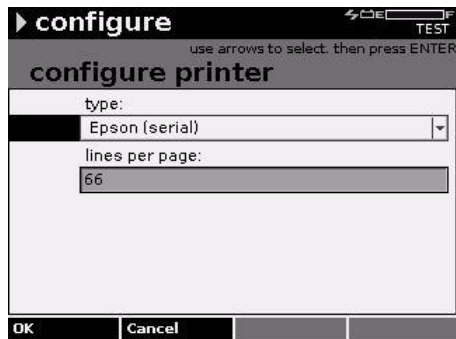 configure
E F
TEST
use arrows to select. then press ENTER
configure printer
type:
Epson (serial)
lines per page:
66
OK Cancel